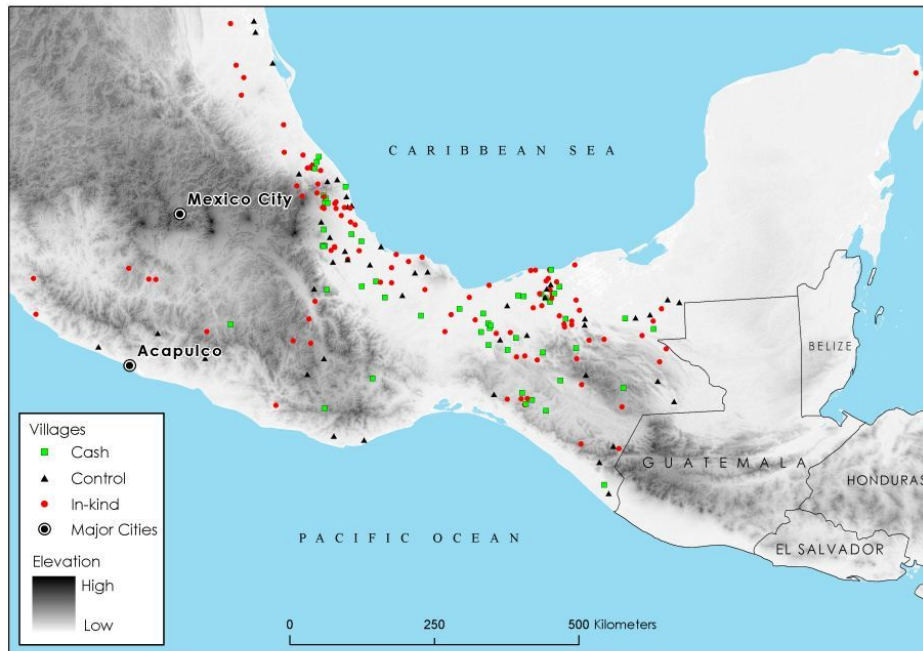 CARIBBEAN SEA
Mexico City
Acapulco
BELIZE
GUATEMALA
HONDURAS
EL SALVADOR
PACIFIC OCEAN
Villages
Cash
Control
In-kind
Major Cities
Elevation
High
Low
0 250 500 Kilometers